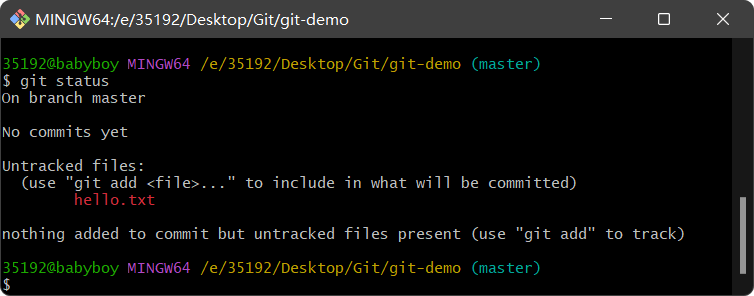 MINGW64:/e/35192/Desktop/Git/git-demo
35192@babyboy MINGW64 /e/35192/Desktop/Git/git-demo (master)
$ git status
On branch master
No commits yet
Untracked files:
(use "git add <file>..." to include in what will be committed)
hello.txt
nothing added to commit but untracked files present (use "git add" to track)
35192@babyboy MINGW64 /e/35192/Desktop/Git/git-demo (master)
$